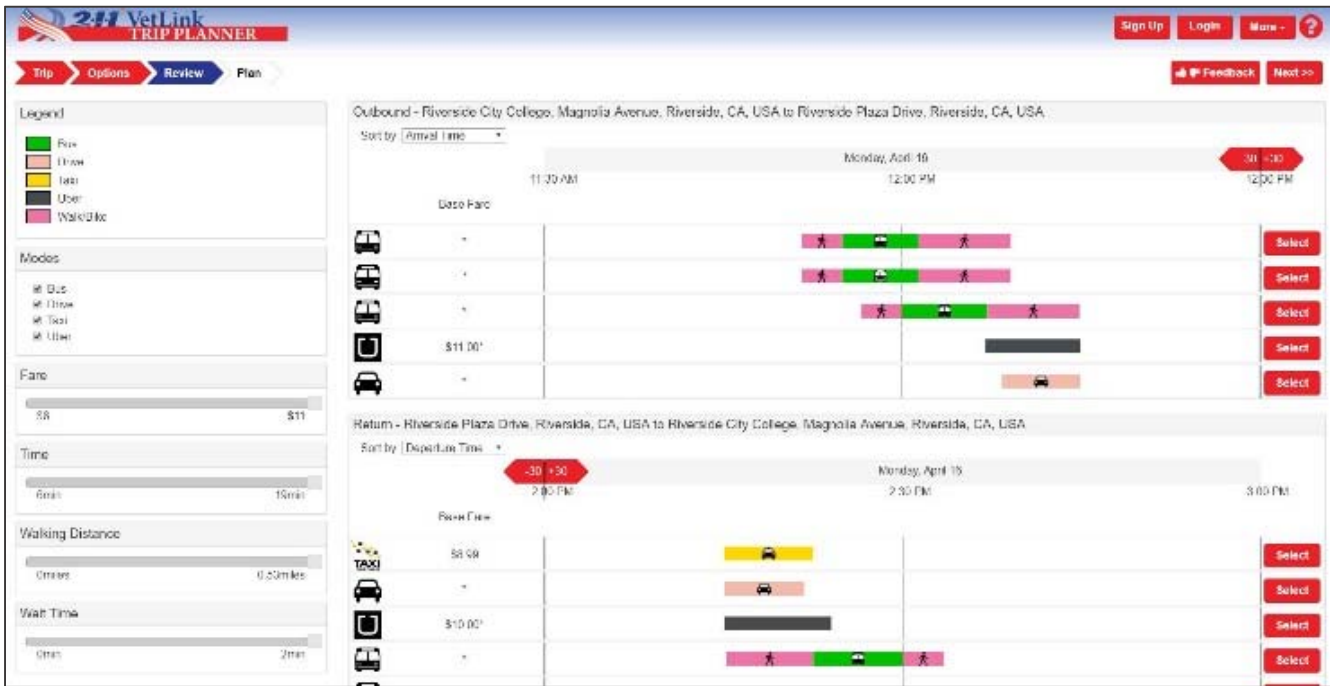 2-1-1 VetLink
TRIP PLANNER
Sign Up Login More
?
Trip Options Review Plan
Feedback Next >>
Legend
Bus
Drive
Taxi
Uber
Walk/Bike
Modes
Bus
Drive
Taxi
Uber
Fare
$8 $11
Time
6min 19min
Walking Distance
0miles 0.53miles
Wait Time
0min 2min
Outbound - Riverside City College, Magnolia Avenue, Riverside, CA, USA to Riverside Plaza Drive, Riverside, CA, USA
Sort by Arrival Time
Monday, April
-30 +30
11:30 AM 12:00 PM
Base Fare
* Select
* Select
* Select
$11.00* Select
* Select
Return - Riverside Plaza Drive, Riverside, CA, USA to Riverside City College, Magnolia Avenue, Riverside, CA, USA
Sort by Departure Time
-30 +30 Monday, April 16
2:00 PM 2:30 PM 3:00 PM
Base Fare
TAXI $8.99 Select
* Select
$10.00* Select
* Select